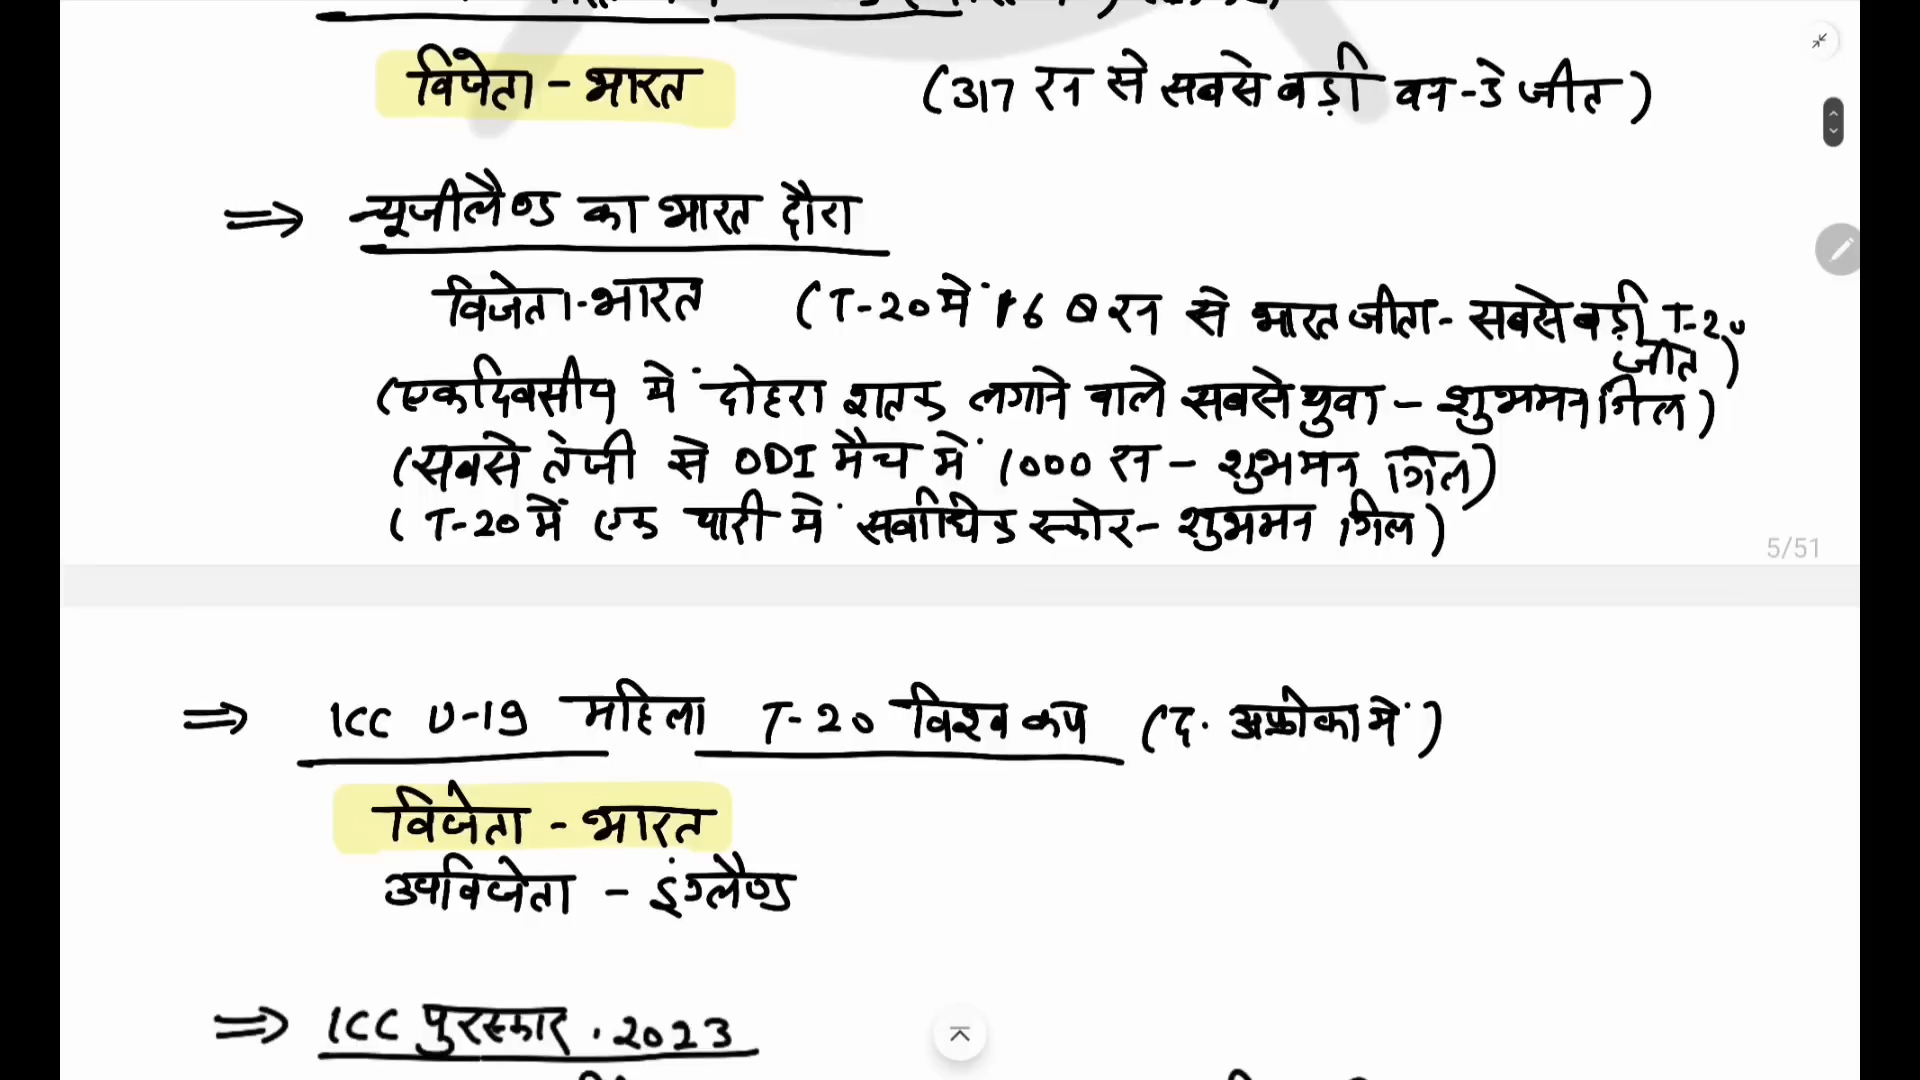 विजेता - भारत (317 रन से सबसे बड़ी वन-डे जीत)
⇒ न्यूजीलैण्ड का भारत दौरा
विजेता - भारत (T-20 में 160 रन से भारत जीता - सबसे बड़ी T-20
जीत)
(एकदिवसीय में दोहरा शतक लगाने वाले सबसे युवा - शुभमन गिल)
(सबसे तेजी से ODI मैच में 1000 रन - शुभमन गिल)
(T-20 में एक पारी में सर्वाधिक स्कोर - शुभमन गिल)
5/51
⇒ ICC U-19 महिला T-20 विश्व कप (द. अफ्रीका में)
विजेता - भारत
उपविजेता - इंग्लैण्ड
⇒ ICC पुरस्कार . 2023